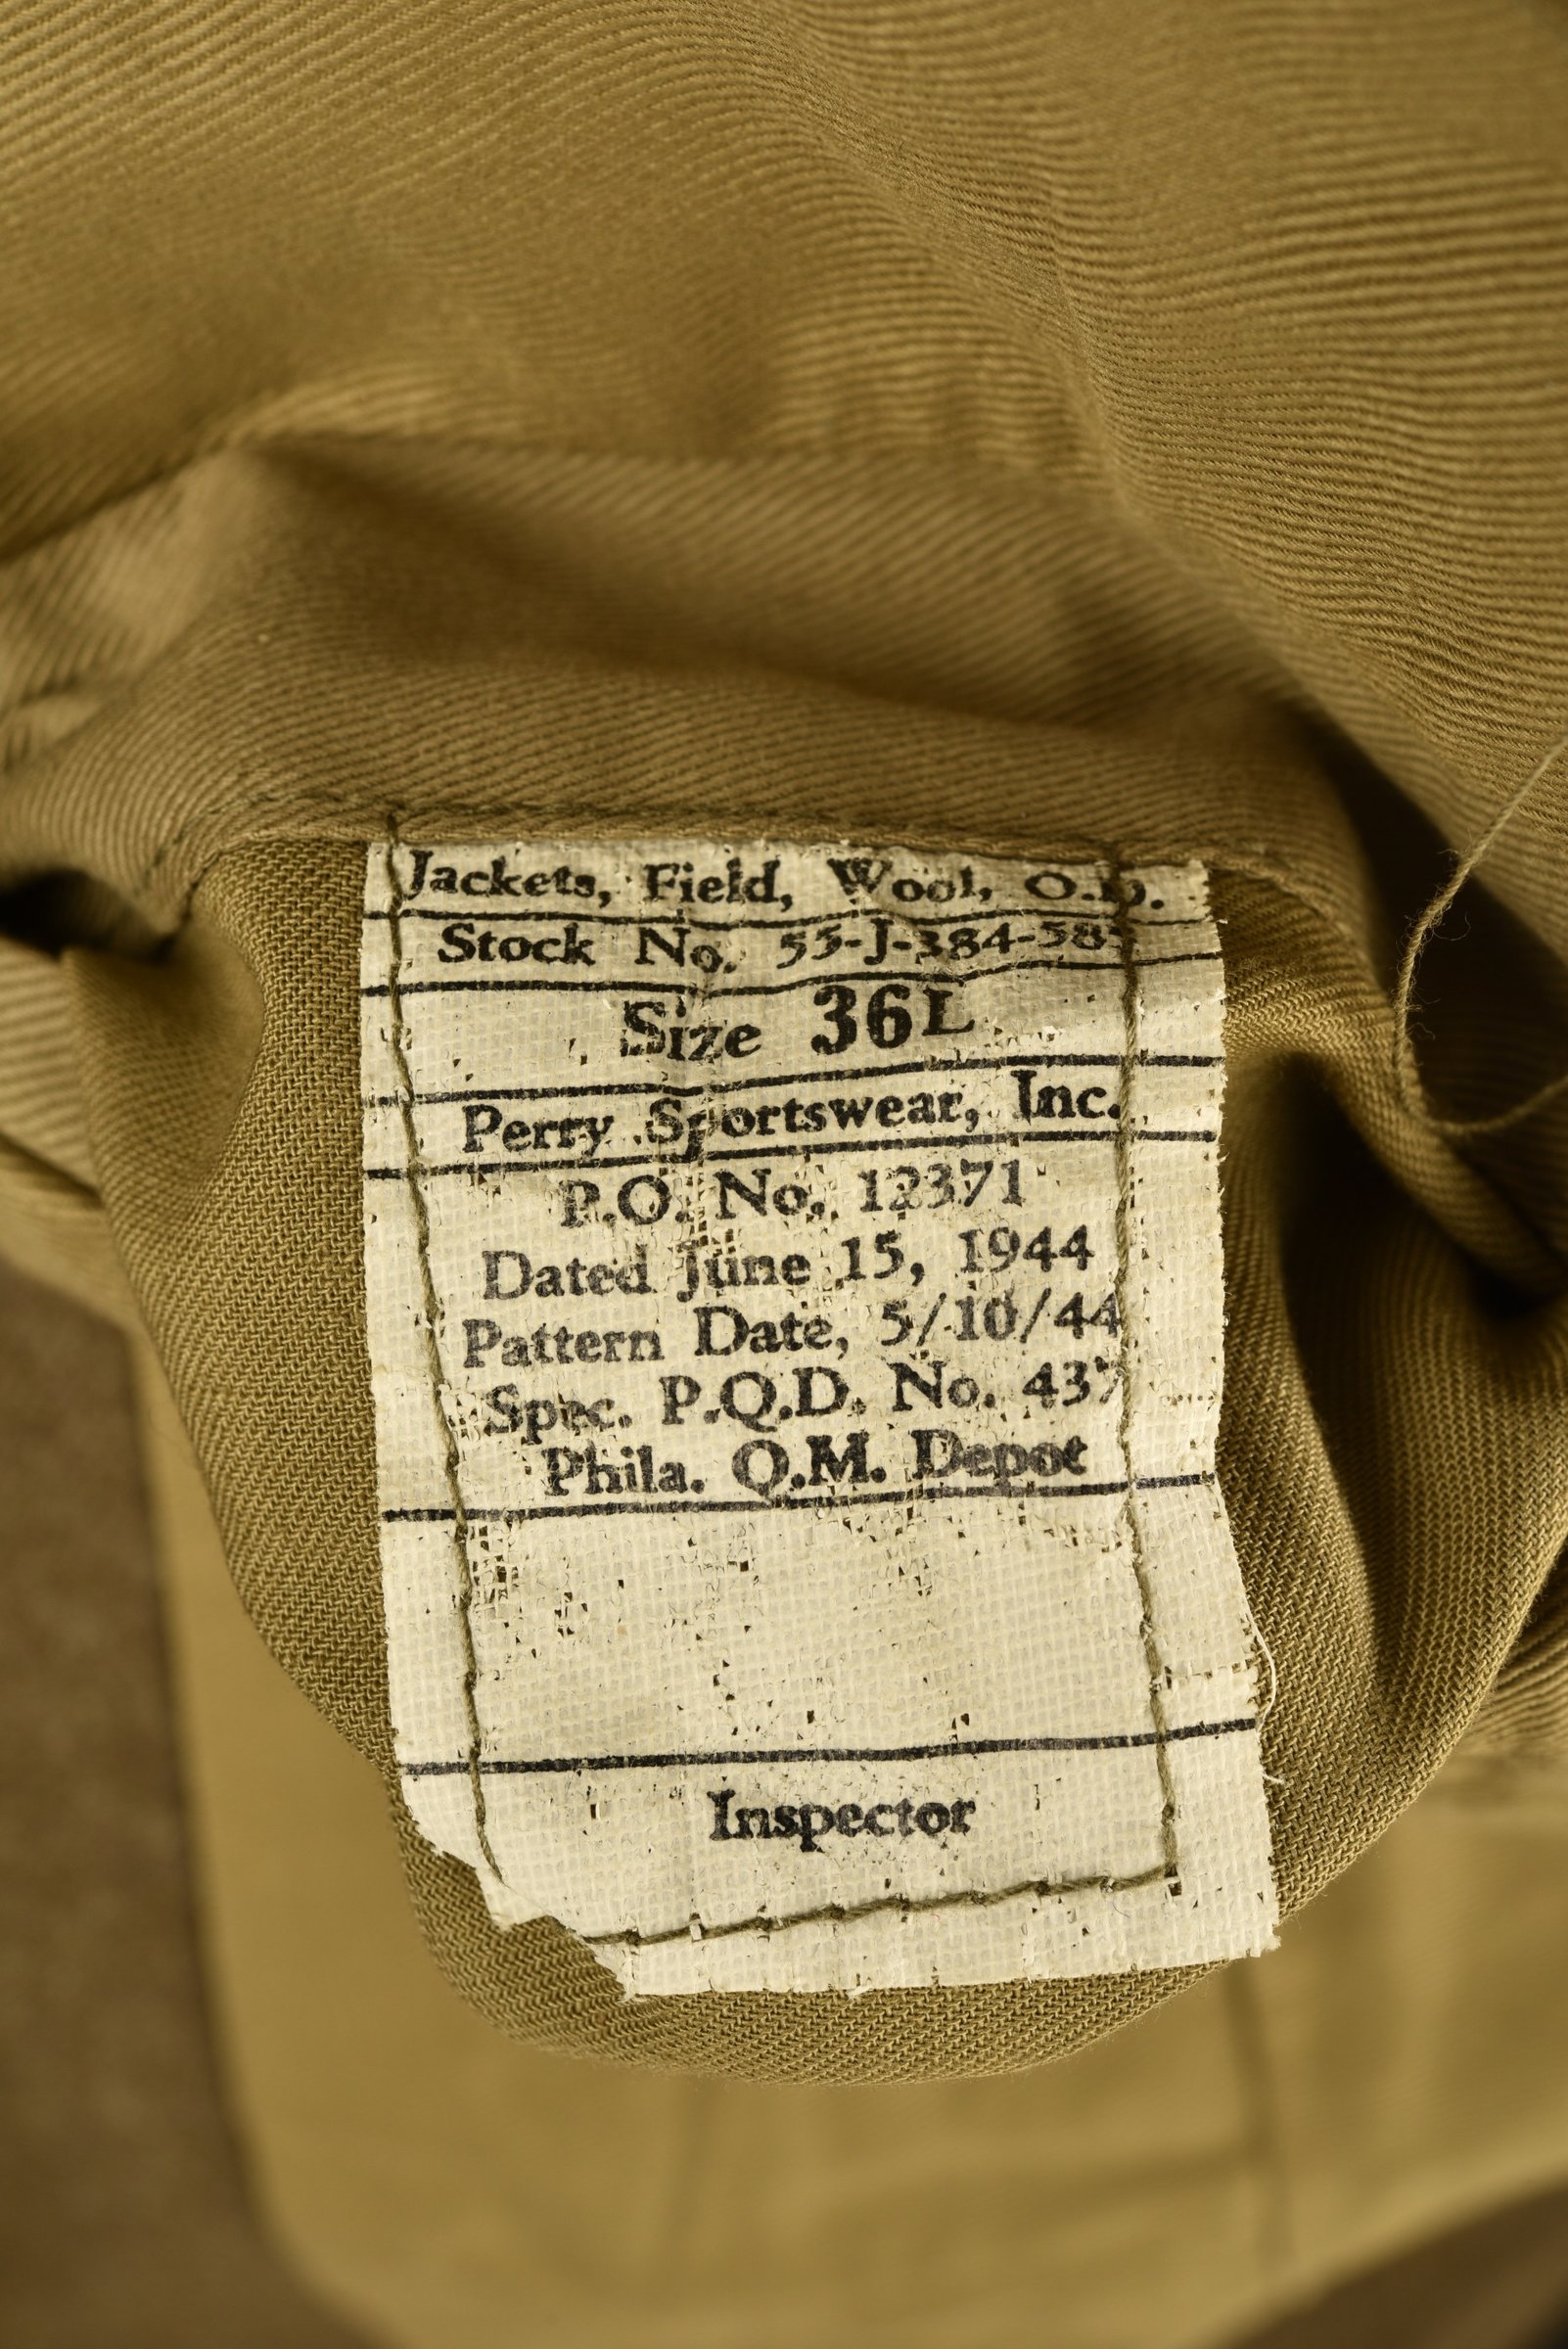 Jackets, Field, Wool, O.D.
Stock No. 55-J-384-585
Size 36L
Perry Sportswear, Inc.
P.O. No. 12371
Dated June 15, 1944
Pattern Date, 5/10/44
Spec. P.Q.D. No. 437
Phila. Q.M. Depot
Inspector